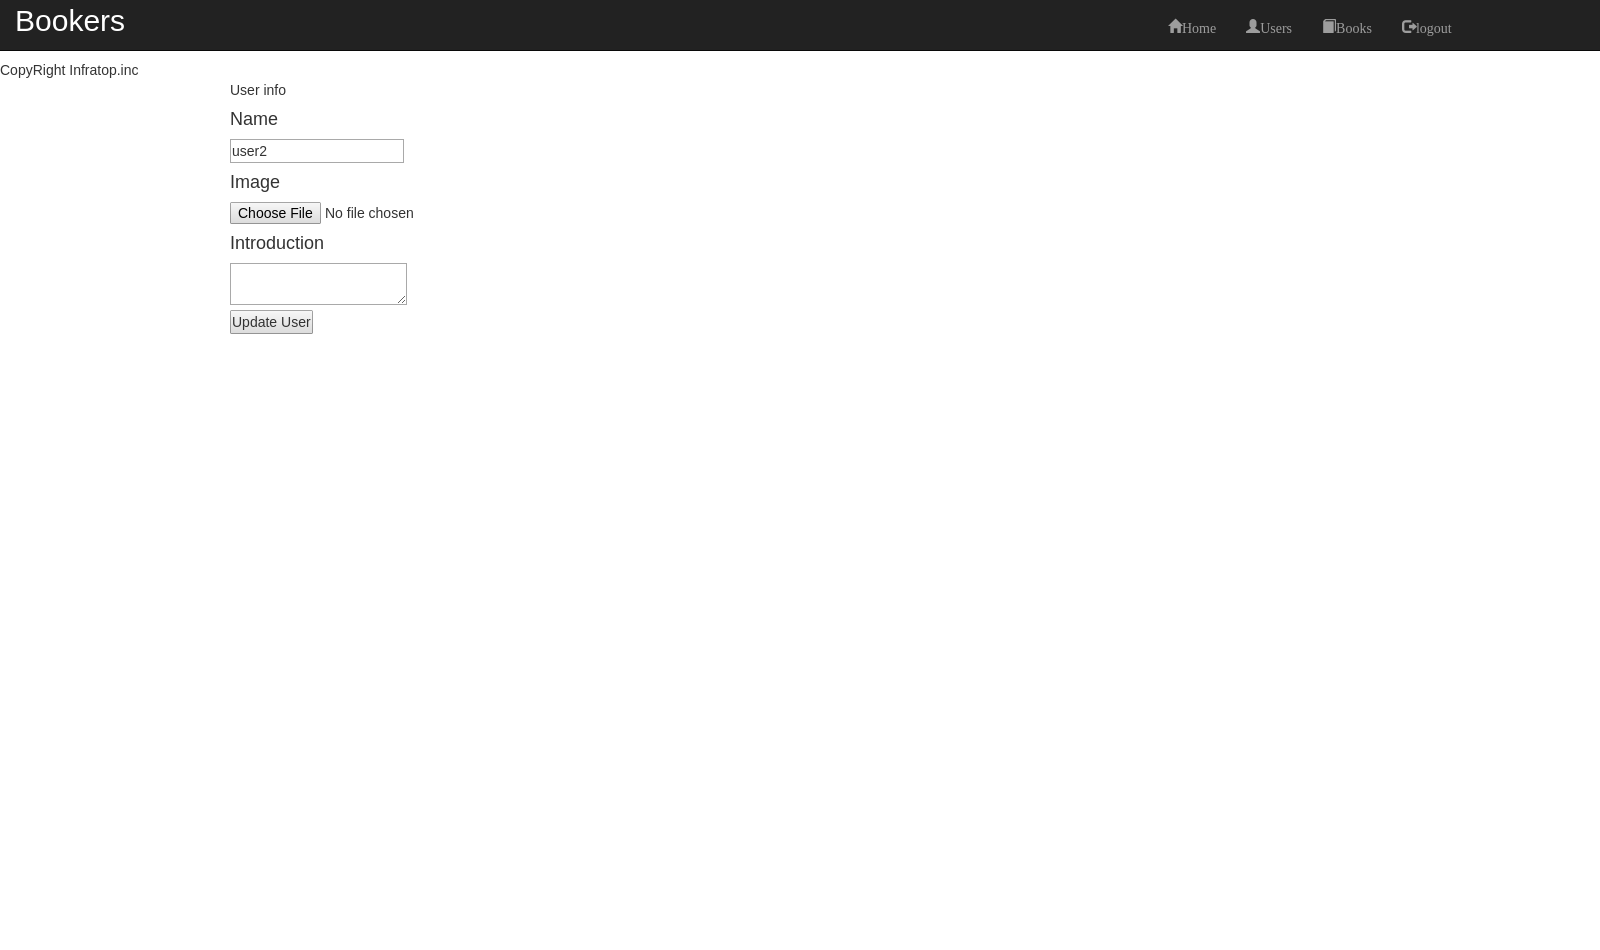 Bookers
Home Users Books logout
CopyRight Infratop.inc
User info
Name
user2
Image
Choose File No file chosen
Introduction
Update User